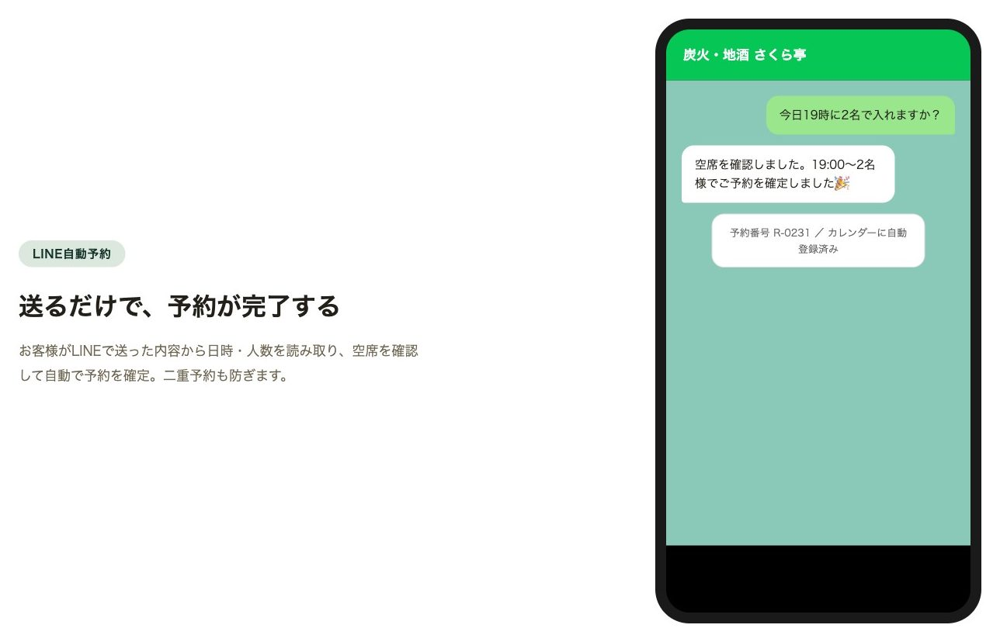 LINE自動予約
送るだけで、予約が完了する
お客様がLINEで送った内容から日時・人数を読み取り、空席を確認
して自動で予約を確定。二重予約も防ぎます。
炭火・地酒 さくら亭
今日19時に2名で入れますか？
空席を確認しました。19:00〜2名
様でご予約を確定しました🎉
予約番号 R-0231 ／ カレンダーに自動
登録済み